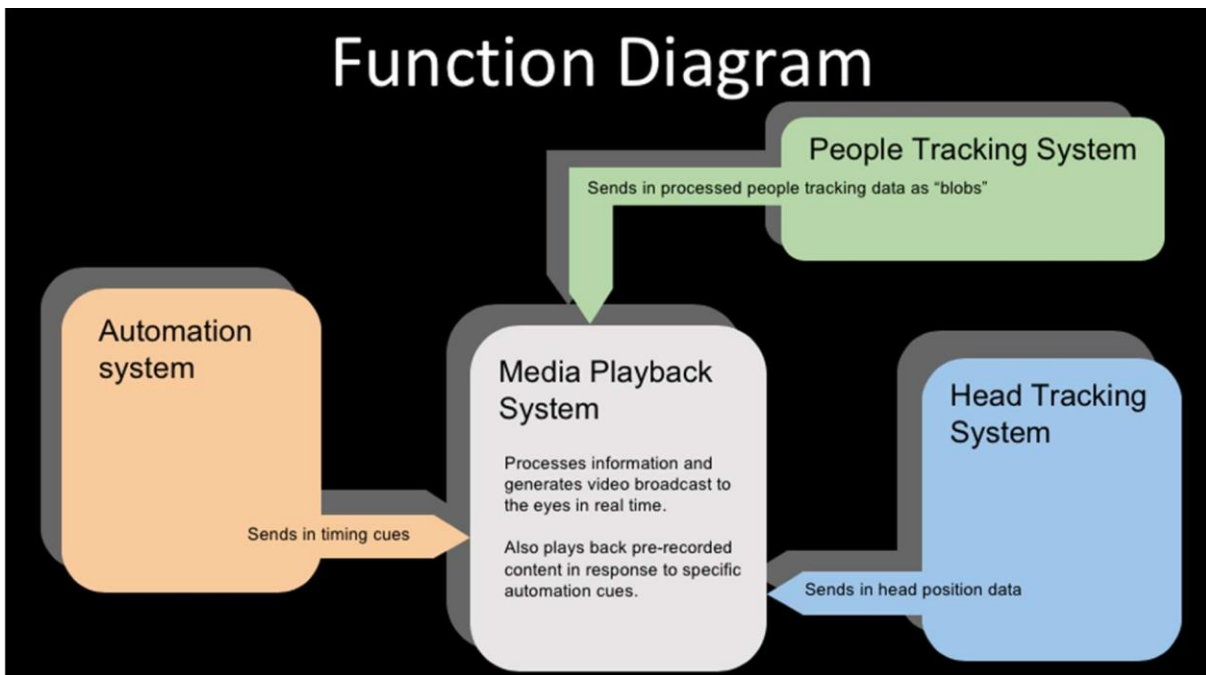 Function Diagram
People Tracking System
Sends in processed people tracking data as “blobs”
Automation
system
Sends in timing cues
Media Playback
System
Processes information and
generates video broadcast to
the eyes in real time.
Also plays back pre-recorded
content in response to specific
automation cues.
Head Tracking
System
Sends in head position data